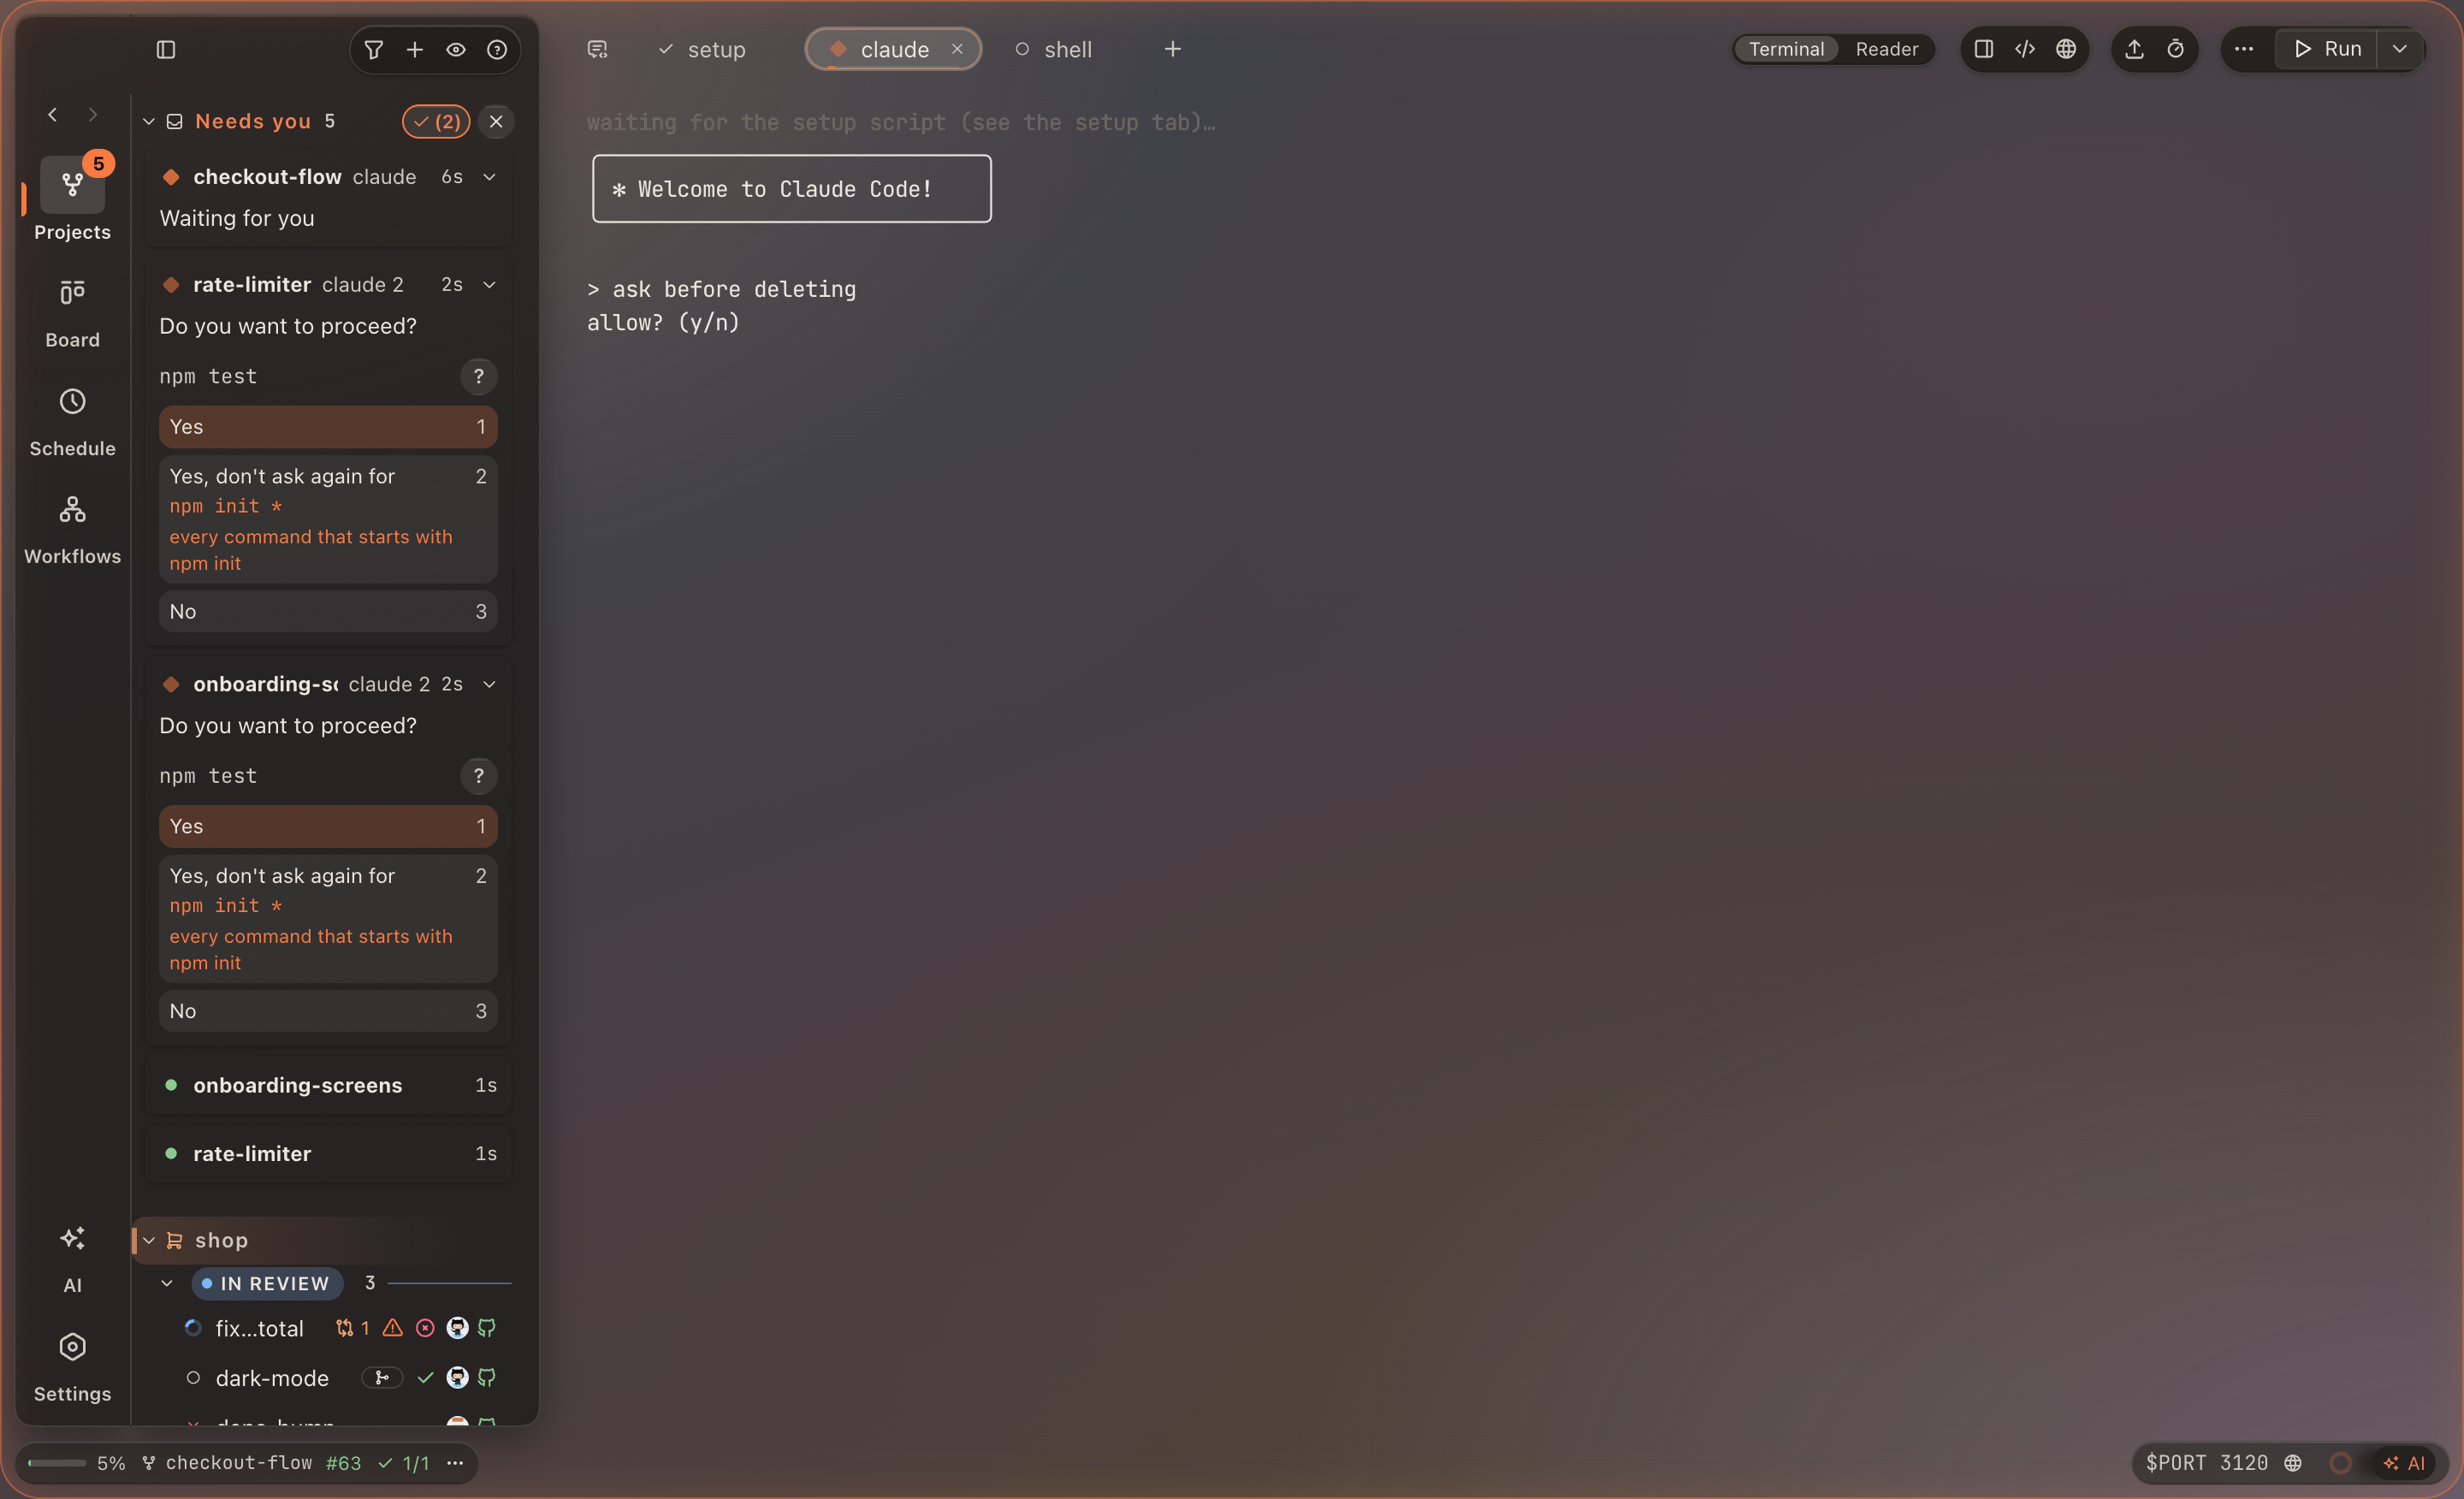 setup
claude
shell
Terminal
Reader
Run
Needs you 5
(2)
5
Projects
Board
Schedule
Workflows
AI
Settings
checkout-flow claude 6s
Waiting for you
rate-limiter claude 2 2s
Do you want to proceed?
npm test ?
Yes 1
Yes, don't ask again for 2
npm init *
every command that starts with
npm init
No 3
onboarding-sc claude 2 2s
Do you want to proceed?
npm test ?
Yes 1
Yes, don't ask again for 2
npm init *
every command that starts with
npm init
No 3
onboarding-screens 1s
rate-limiter 1s
shop
IN REVIEW 3
fix...total 1
dark-mode
waiting for the setup script (see the setup tab)…
✻ Welcome to Claude Code!
> ask before deleting
allow? (y/n)
5% checkout-flow #63 1/1 ...
$PORT 3120
AI